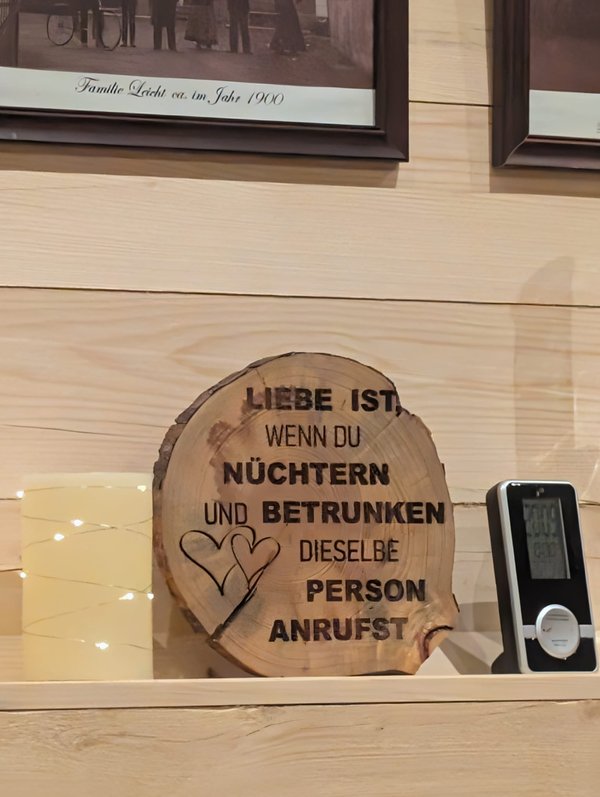 Familie Leicht ca. im Jahr 1900
LIEBE IST,
WENN DU
NÜCHTERN
UND BETRUNKEN
DIESELBE
PERSON
ANRUFST